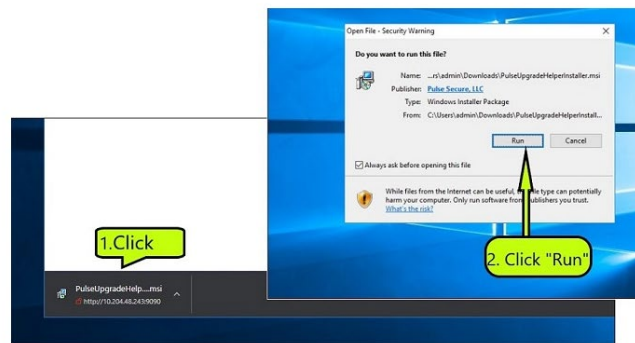 Open File - Security Warning
Do you want to run this file?
Name: ...rs\admin\Downloads\PulseUpgradeHelperInstaller.msi
Publisher: Pulse Secure, LLC
Type: Windows Installer Package
From: C:\Users\admin\Downloads\PulseUpgradeHelperInstall...
Run Cancel
Always ask before opening this file
While files from the Internet can be useful, file type can potentially
harm your computer. Only run software from publishers you trust.
What's the risk?
1.Click
2. Click "Run"
PulseUpgradeHelp....msi
http://10.204.48.243:9090